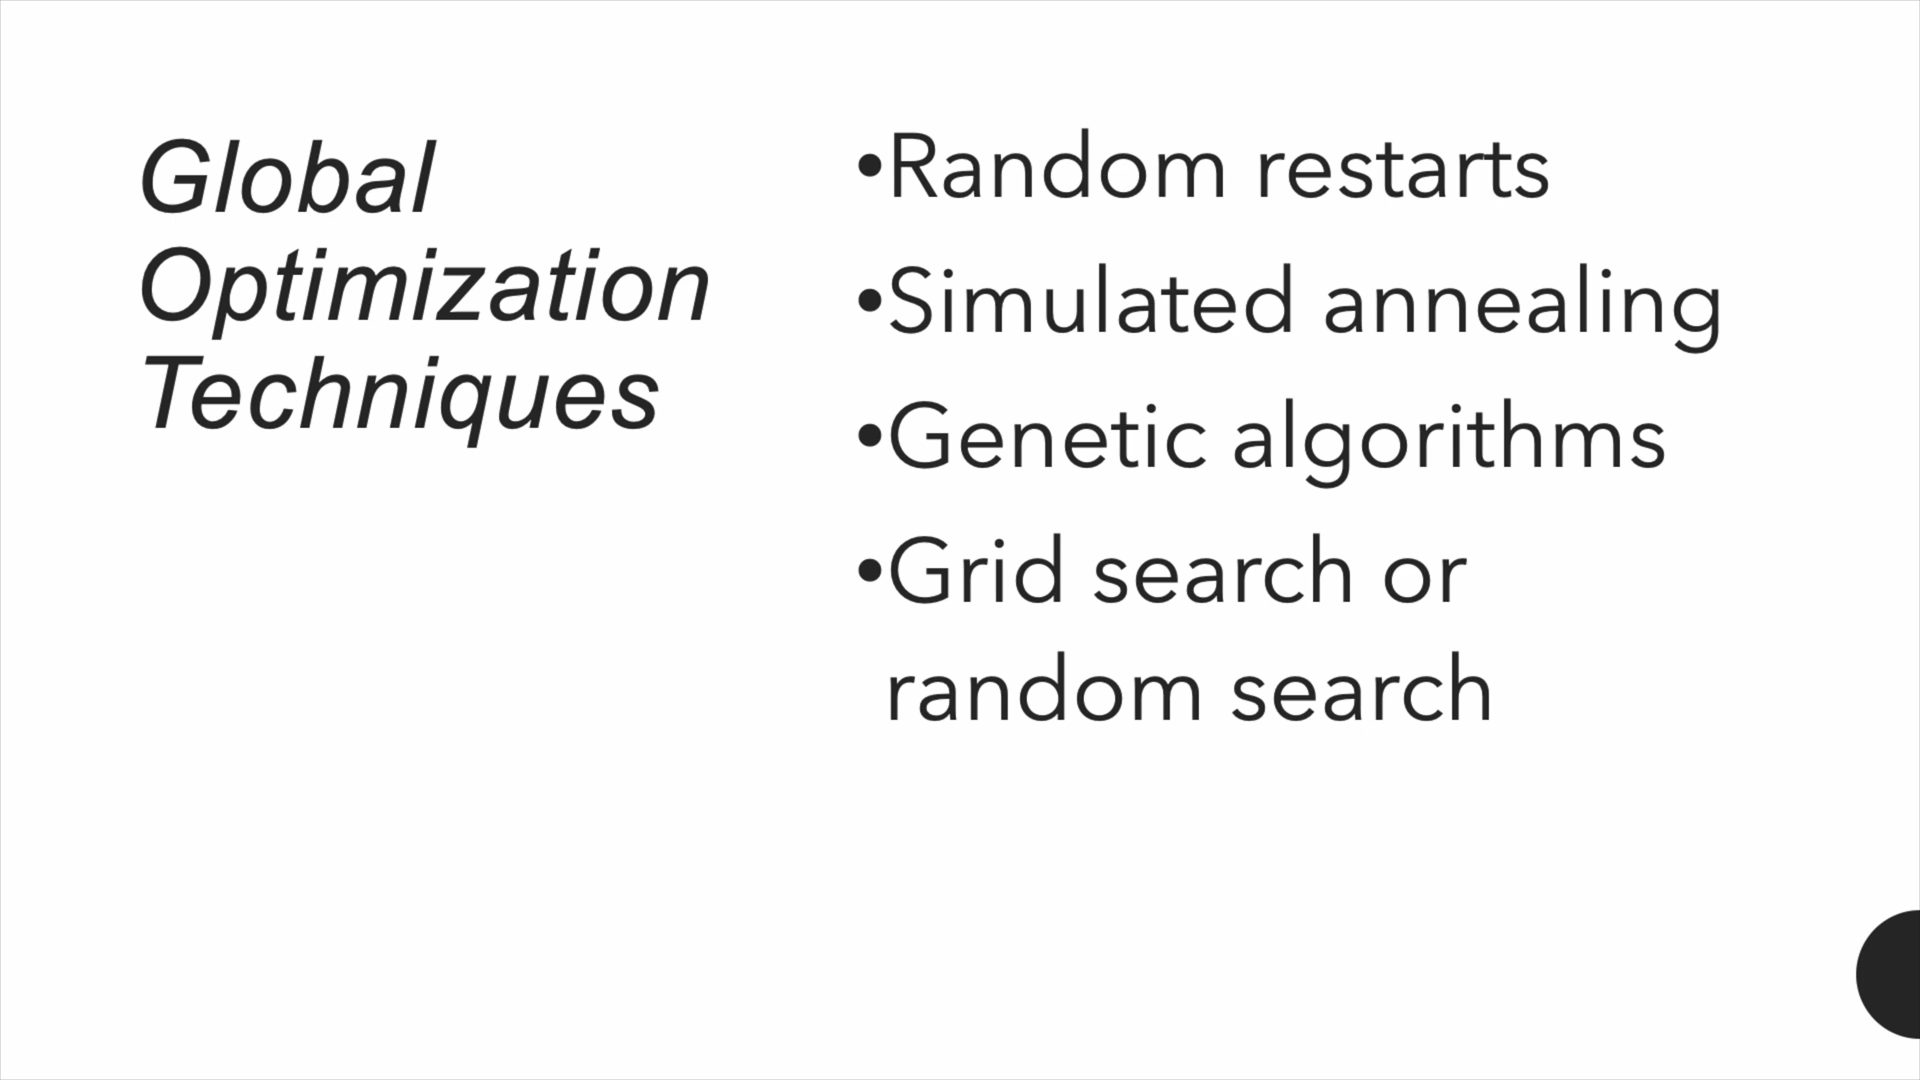 Global
Optimization
Techniques
•Random restarts
•Simulated annealing
•Genetic algorithms
•Grid search or
random search